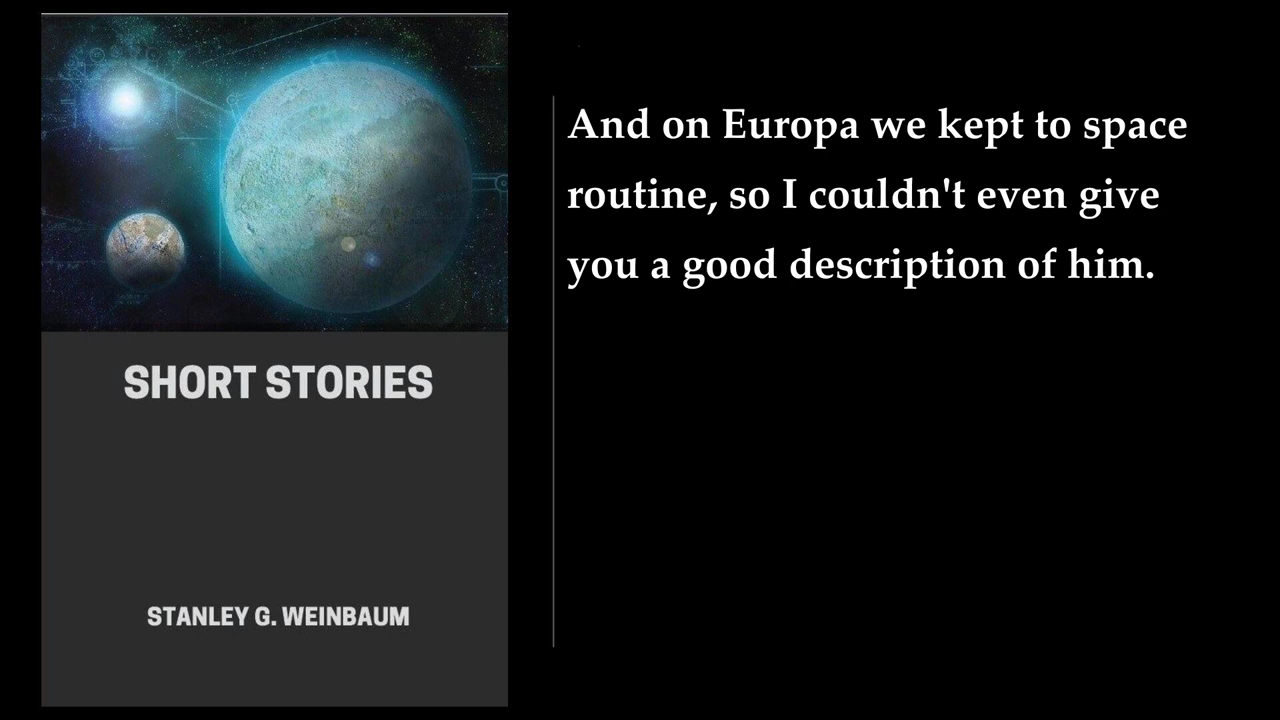 SHORT STORIES
STANLEY G. WEINBAUM
And on Europa we kept to space
routine, so I couldn't even give
you a good description of him.